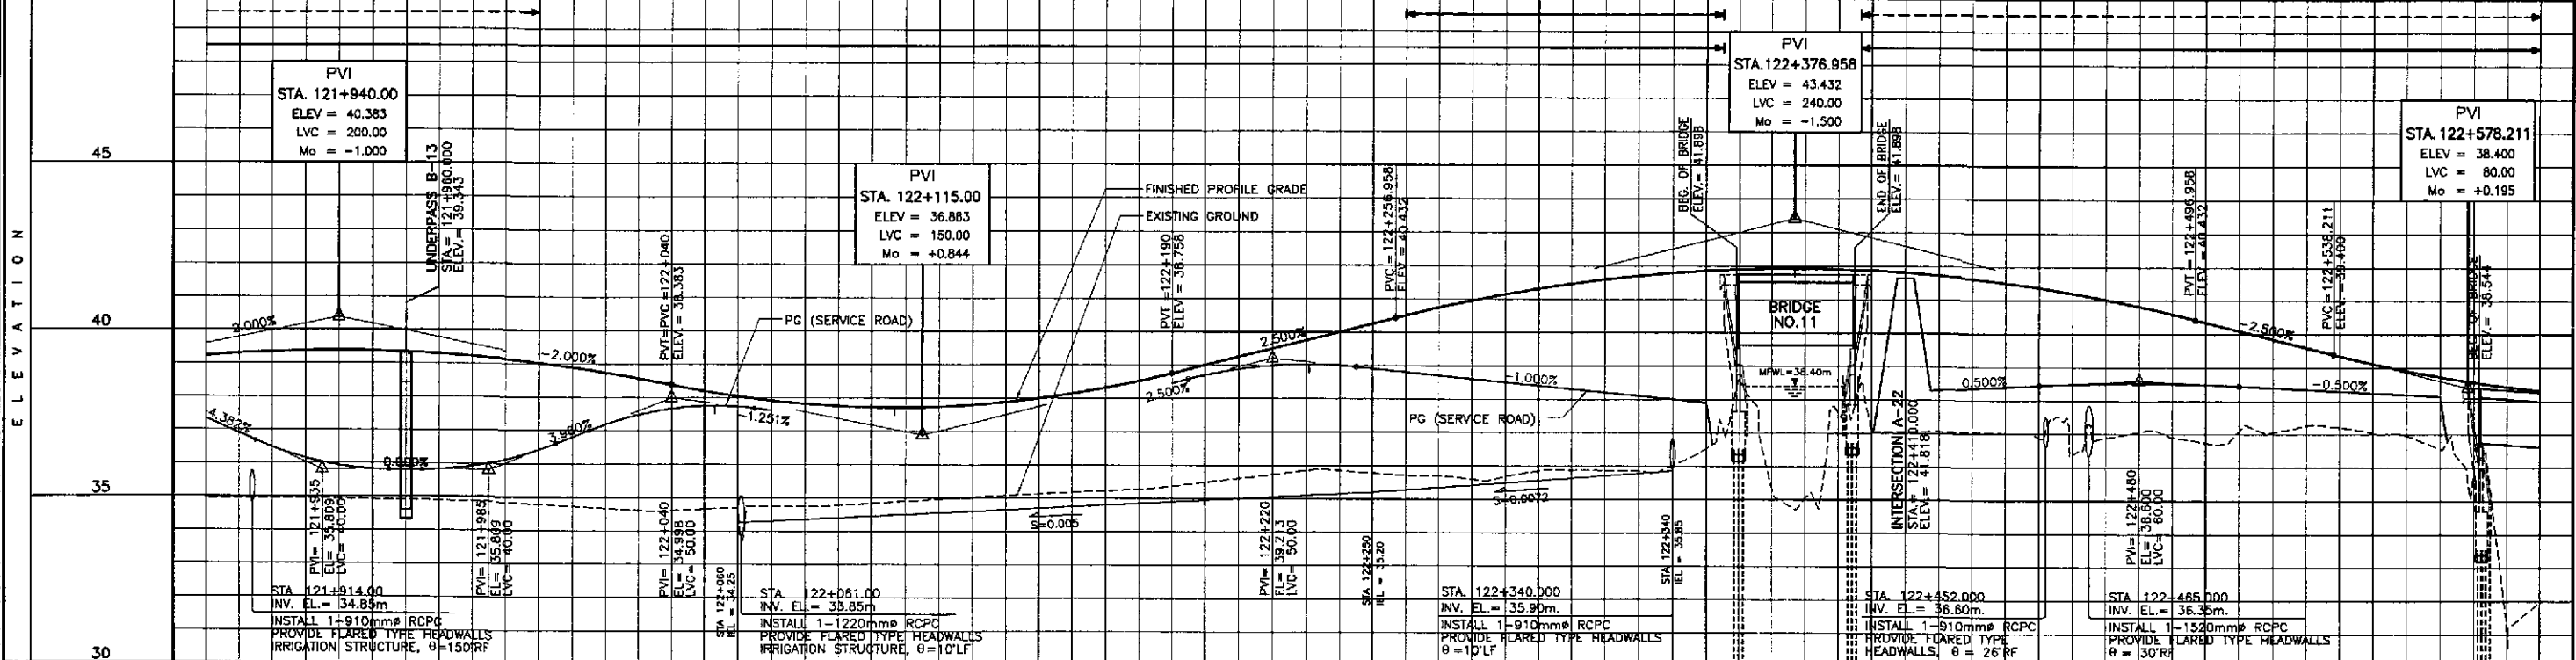 PVI
STA. 121+940.00
ELEV = 40.383
LVC = 200.00
Mo = -1.000
UNDERPASS B-13
STA.= 121+960.000
ELEV.= 39.343
PVI
STA. 122+115.00
ELEV = 36.883
LVC = 150.00
Mo = +0.844
FINISHED PROFILE GRADE
EXISTING GROUND
PVI
STA.122+376.958
ELEV = 43.432
LVC = 240.00
Mo = -1.500
PVI
STA. 122+578.211
ELEV = 38.400
LVC = 80.00
Mo = +0.195
ELEVATION
45
40
35
30
2.000%
-2.000%
PVT=PVC =122+040
ELEV.= 38.383
PG (SERVICE ROAD)
PVT =122+190
ELEV = 38.758
2.500%
2.500%
PVC = 122+256.958
ELEV = 40.432
BEG. OF BRIDGE
ELEV.= 41.898
END OF BRIDGE
ELEV.= 41.898
BRIDGE
NO.11
MFWL=38.40m
PVT = 122+496.958
ELEV = 40.432
PVC=122+538.211
ELEV.=39.400
-2.500%
BEG. OF BRIDGE
ELEV.= 38.544
4.382%
0.000%
3.980%
-1.251%
-1.000%
PG (SERVICE ROAD)
0.500%
-0.500%
S=0.005
S=0.0072
PVI= 121+935
EL= 35.809
LVC= 40.00
PVI= 121+985
EL= 35.809
LVC= 40.00
PVI= 122+040
EL= 34.998
LVC= 50.00
STA 122+060
IEL = 34.25
PVI= 122+220
EL= 39.213
LVC= 50.00
STA 122+250
IEL = 35.20
STA 122+340
IEL = 35.85
INTERSECTION A-22
STA.= 122+410.000
ELEV.= 41.818
PVI= 122+480
EL= 38.600
LVC= 60.00
STA. 121+914.00
INV. EL.= 34.85m
INSTALL 1-910mmø RCPC
PROVIDE FLARED TYPE HEADWALLS
IRRIGATION STRUCTURE, θ=150'RF
STA. 122+061.00
INV. EL.= 33.85m
INSTALL 1-1220mmø RCPC
PROVIDE FLARED TYPE HEADWALLS
IRRIGATION STRUCTURE, θ=10'LF
STA. 122+340.000
INV. EL.= 35.90m.
INSTALL 1-910mmø RCPC
PROVIDE FLARED TYPE HEADWALLS
θ =10'LF
STA. 122+452.000
INV. EL.= 36.60m.
INSTALL 1-910mmø RCPC
PROVIDE FLARED TYPE
HEADWALLS, θ = 26'RF
STA 122+465.000
INV. EL.= 36.35m.
INSTALL 1-1520mmø RCPC
PROVIDE FLARED TYPE HEADWALLS
θ = 30'RF